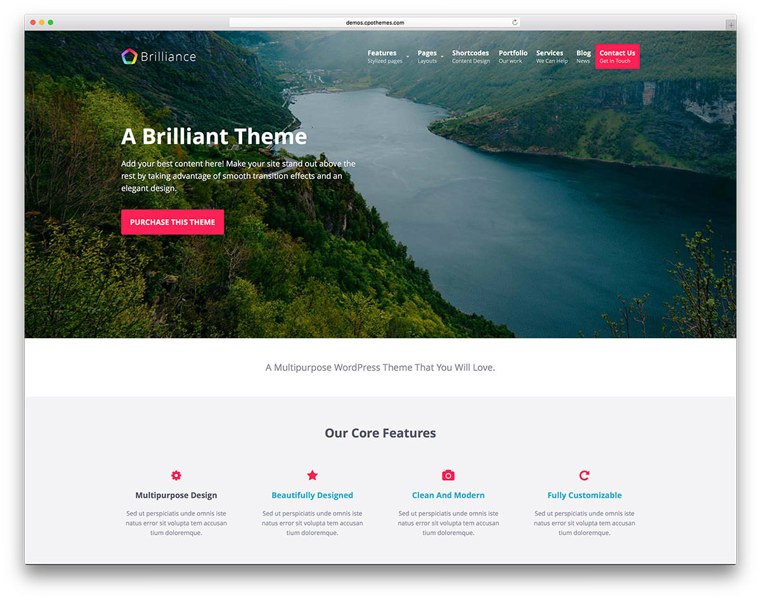 demos.cpothemes.com
Brilliance
Features Pages Shortcodes Portfolio Services Blog Contact Us
Stylized pages Layouts Content Design Our work We Can Help News Get In Touch
A Brilliant Theme
Add your best content here! Make your site stand out above the
rest by taking advantage of smooth transition effects and an
elegant design.
PURCHASE THIS THEME
A Multipurpose WordPress Theme That You Will Love.
Our Core Features
Multipurpose Design
Sed ut perspiciatis unde omnis iste
natus error sit volupta tem accusan
tium doloremque.
Beautifully Designed
Sed ut perspiciatis unde omnis iste
natus error sit volupta tem accusan
tium doloremque.
Clean And Modern
Sed ut perspiciatis unde omnis iste
natus error sit volupta tem accusan
tium doloremque.
Fully Customizable
Sed ut perspiciatis unde omnis iste
natus error sit volupta tem accusan
tium doloremque.